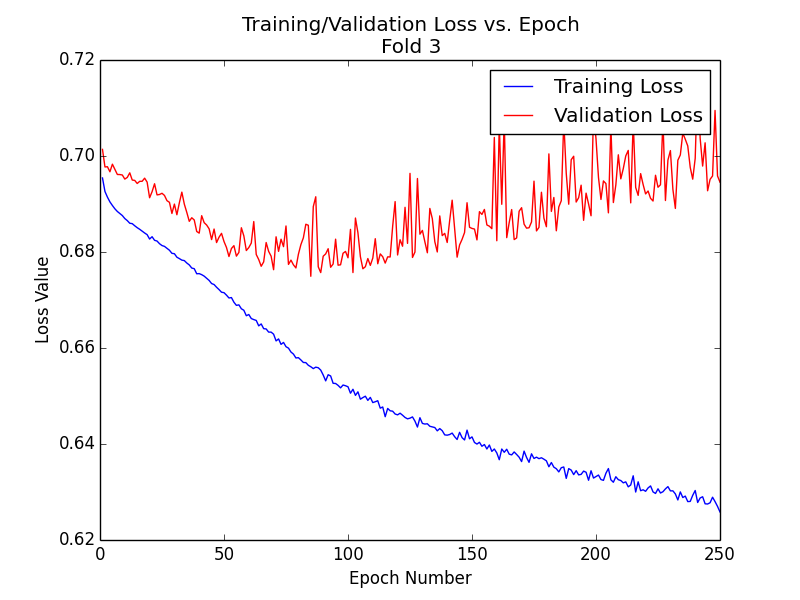 Training/Validation Loss vs. Epoch
Fold 3
Training Loss
Validation Loss
0.72
0.70
0.68
0.66
0.64
0.62
Loss Value
0
50
100
150
200
250
Epoch Number